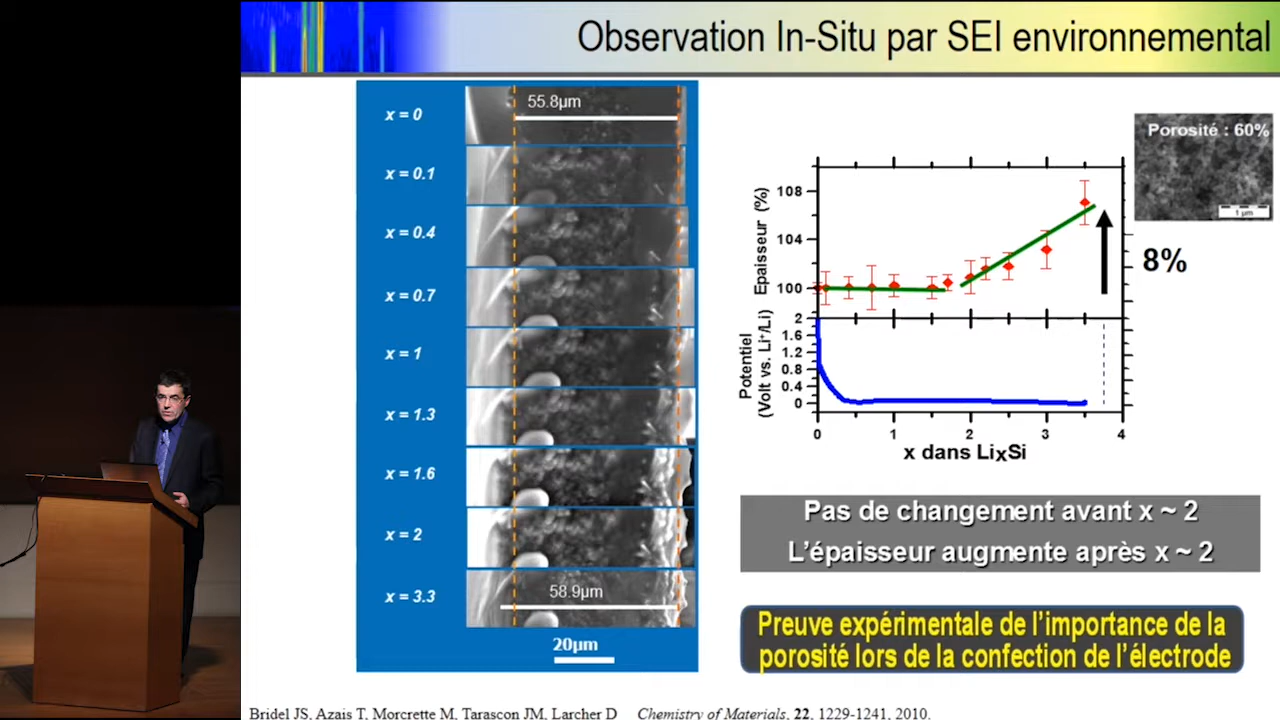 Observation In-Situ par SEI environnemental
x = 0
55.8µm
x = 0.1
x = 0.4
x = 0.7
x = 1
x = 1.3
x = 1.6
x = 2
x = 3.3
58.9µm
20µm
Porosité : 60%
1 µm
Epaisseur (%)
108
104
100
8%
Potentiel
(Volt vs. Li⁺/Li)
2
1.6
1.2
0.8
0.4
0
0 1 2 3 4
x dans LixSi
Pas de changement avant x ~ 2
L'épaisseur augmente après x ~ 2
Preuve expérimentale de l'importance de la
porosité lors de la confection de l'électrode
Bridel JS, Azais T, Morcrette M, Tarascon JM, Larcher D Chemistry of Materials, 22, 1229-1241, 2010.